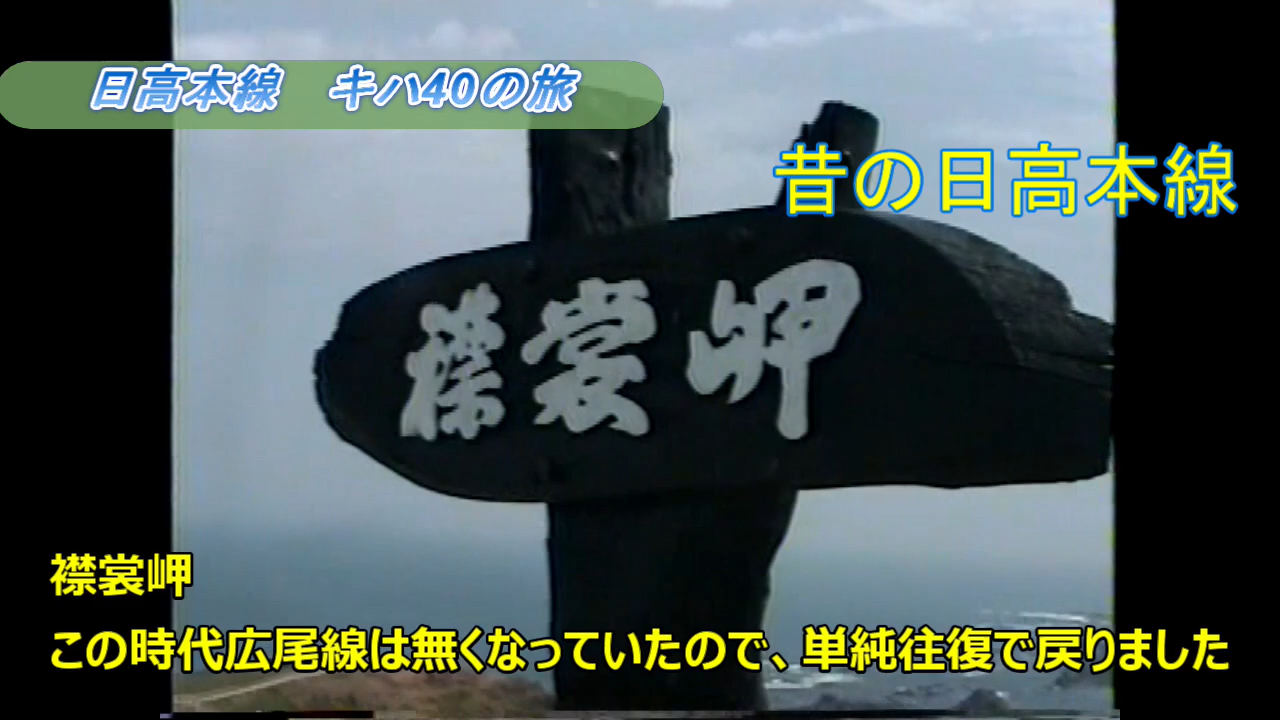 日高本線　キハ40の旅
昔の日高本線
襟裳岬
襟裳岬
この時代広尾線は無くなっていたので、単純往復で戻りました